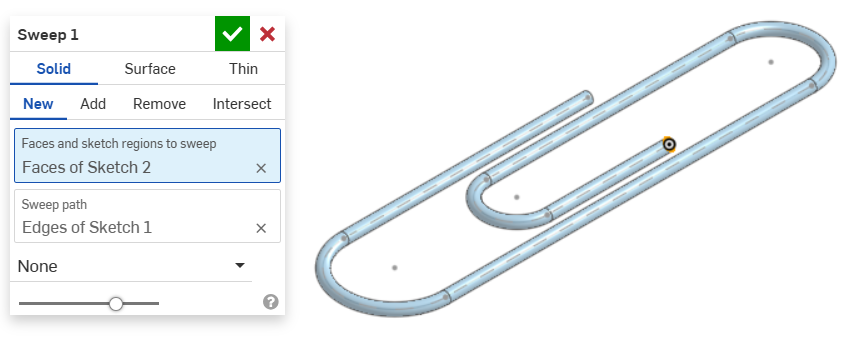 Sweep 1
Solid Surface Thin
New Add Remove Intersect
Faces and sketch regions to sweep
Faces of Sketch 2
Sweep path
Edges of Sketch 1
None
?